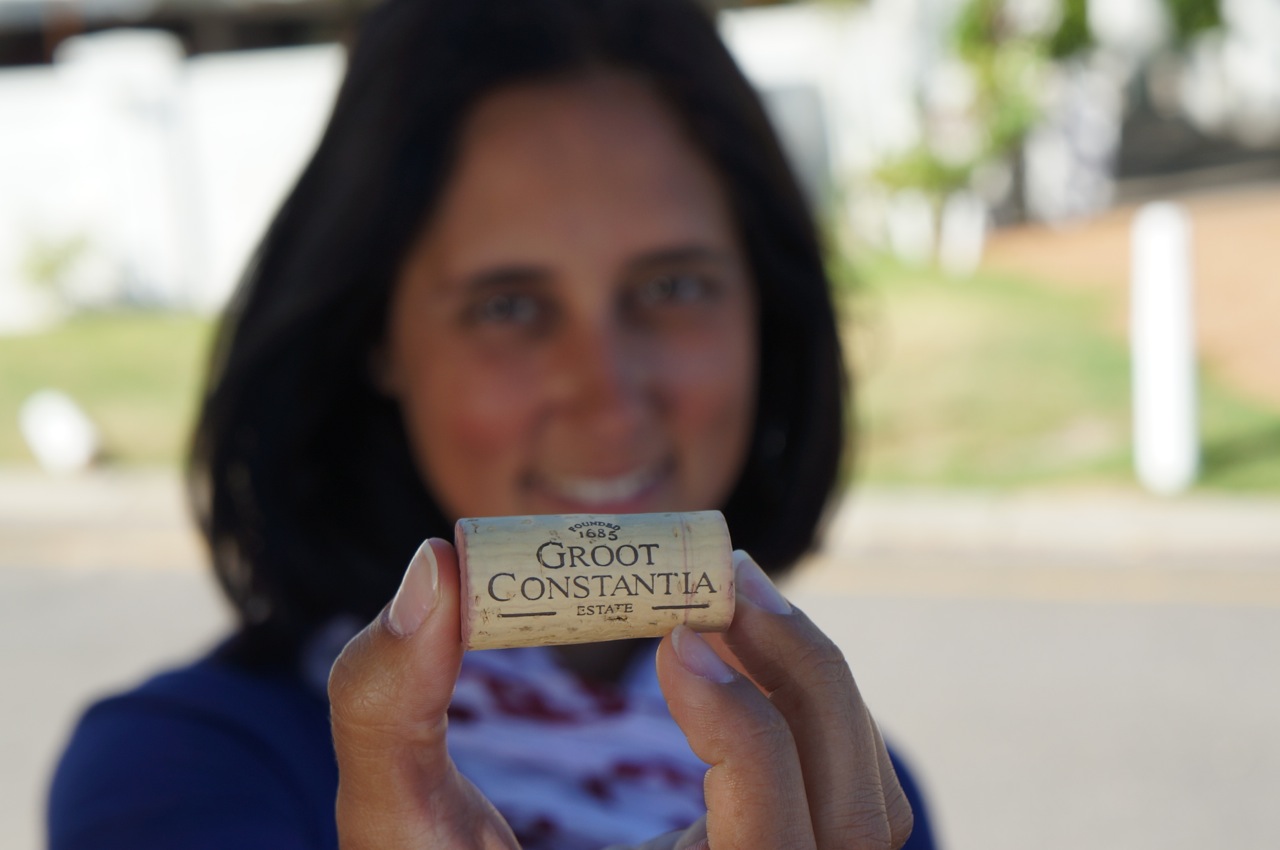 FOUNDED
1685
GROOT
CONSTANTIA
ESTATE